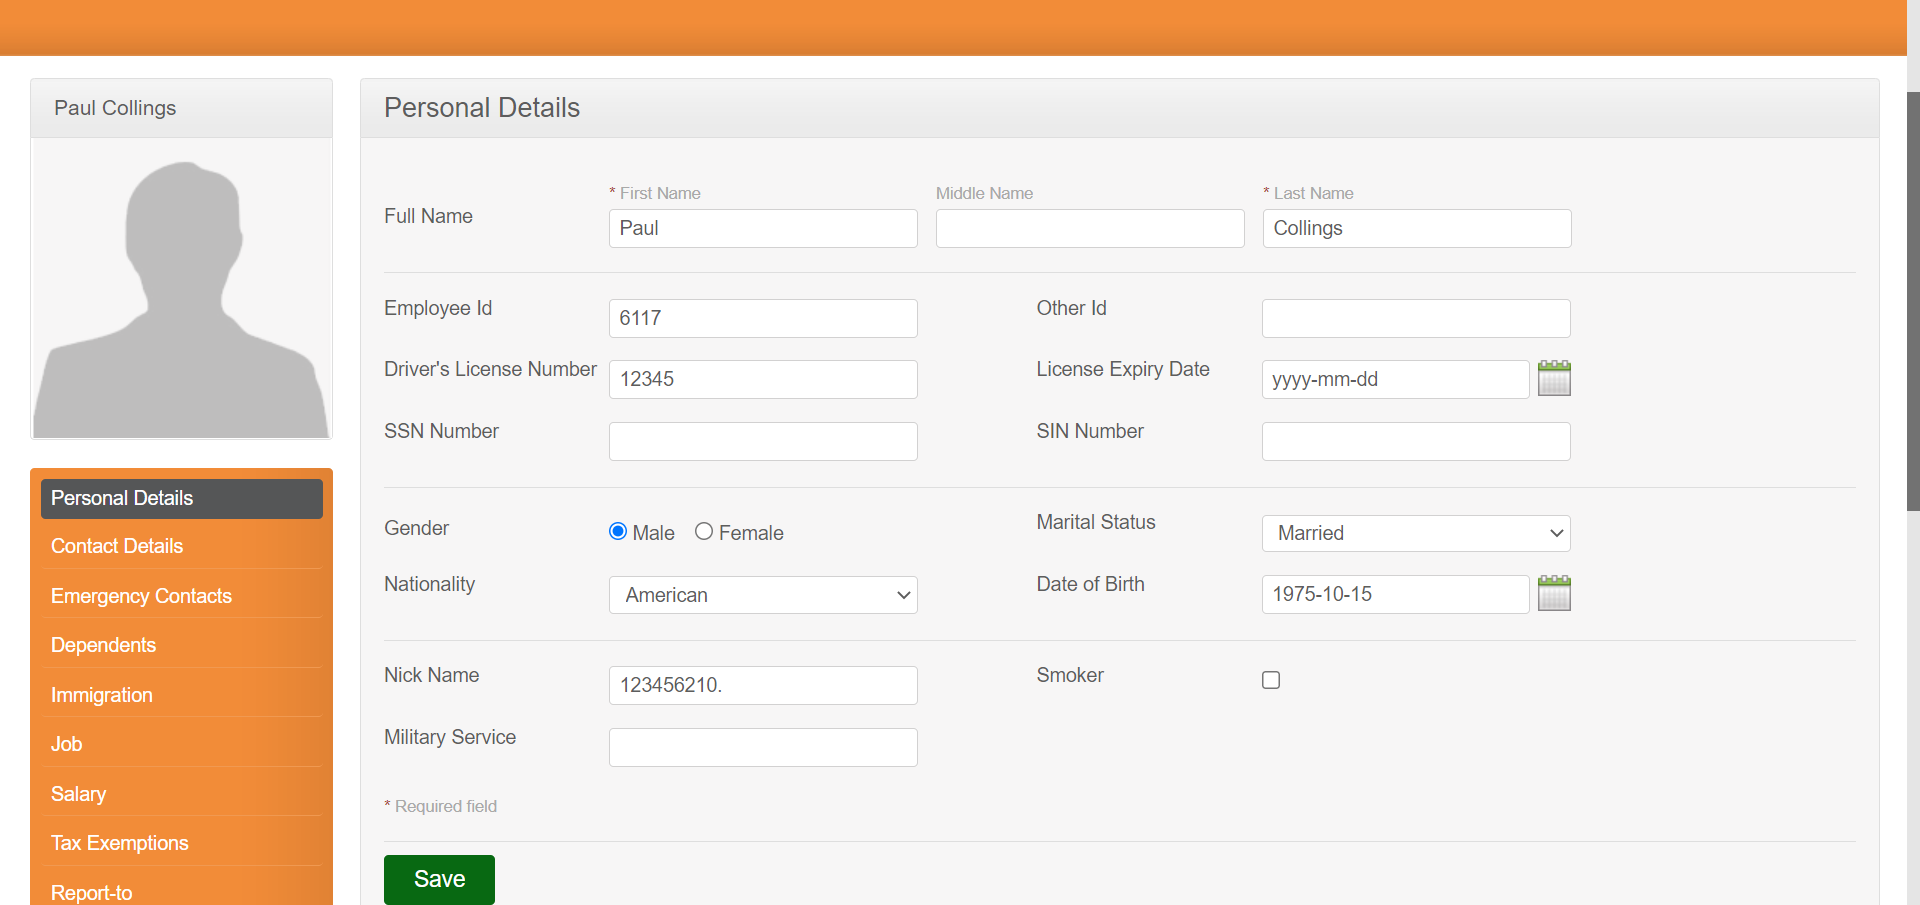 Paul Collings
Personal Details
Contact Details
Emergency Contacts
Dependents
Immigration
Job
Salary
Tax Exemptions
Report-to
Personal Details
* First Name Middle Name * Last Name
Full Name Paul Collings
Employee Id 6117 Other Id
Driver's License Number 12345 License Expiry Date yyyy-mm-dd
SSN Number SIN Number
Gender Male Female Marital Status Married
Nationality American Date of Birth 1975-10-15
Nick Name 123456210. Smoker
Military Service
* Required field
Save